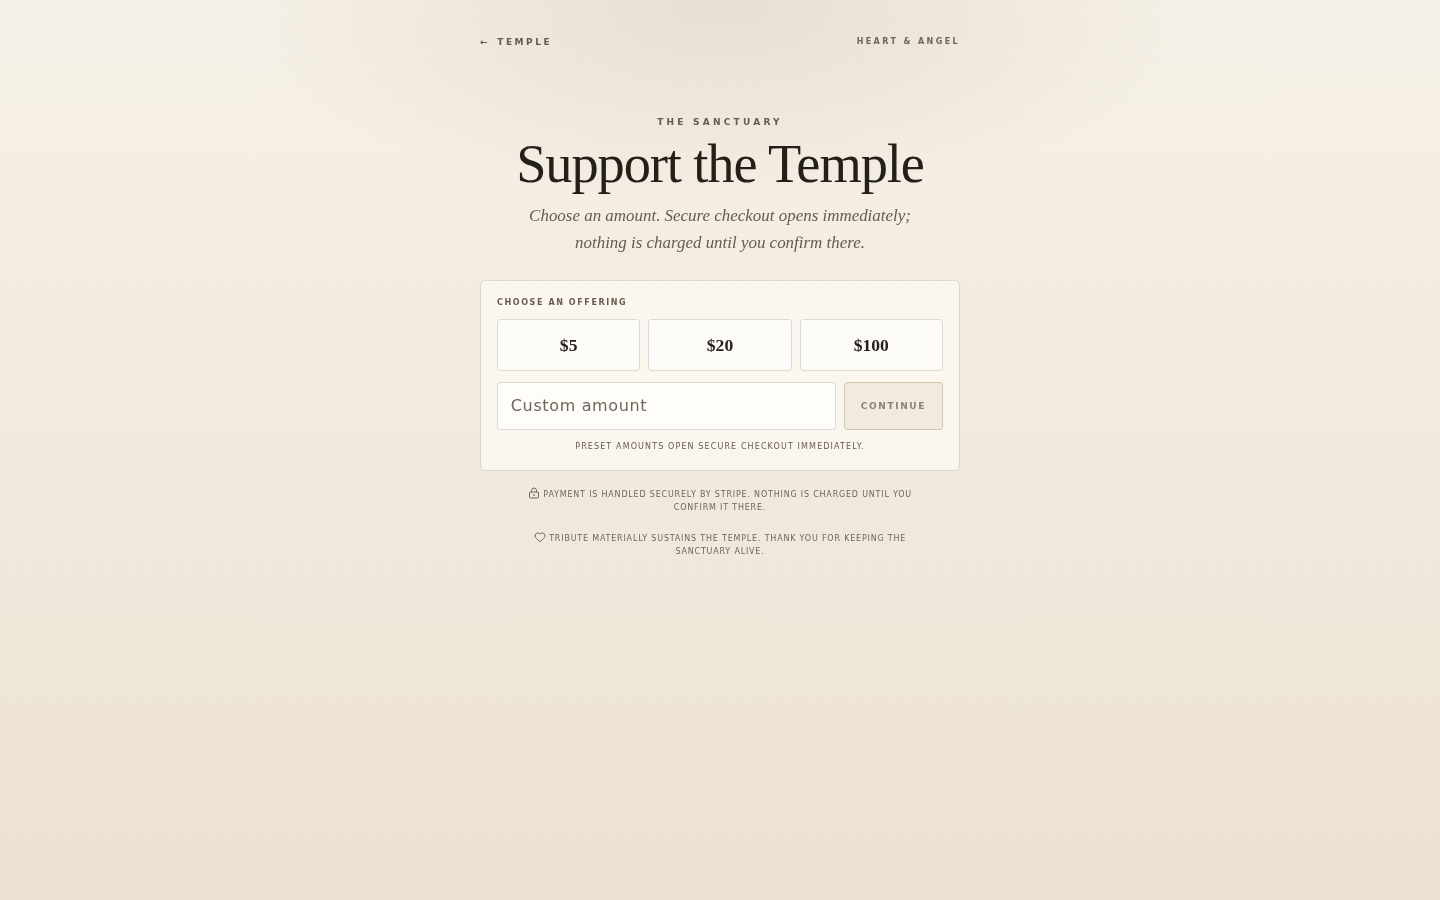 ← TEMPLE
HEART & ANGEL
THE SANCTUARY
Support the Temple
Choose an amount. Secure checkout opens immediately;
nothing is charged until you confirm there.
CHOOSE AN OFFERING
$5
$20
$100
Custom amount
CONTINUE
PRESET AMOUNTS OPEN SECURE CHECKOUT IMMEDIATELY.
PAYMENT IS HANDLED SECURELY BY STRIPE. NOTHING IS CHARGED UNTIL YOU
CONFIRM IT THERE.
TRIBUTE MATERIALLY SUSTAINS THE TEMPLE. THANK YOU FOR KEEPING THE
SANCTUARY ALIVE.